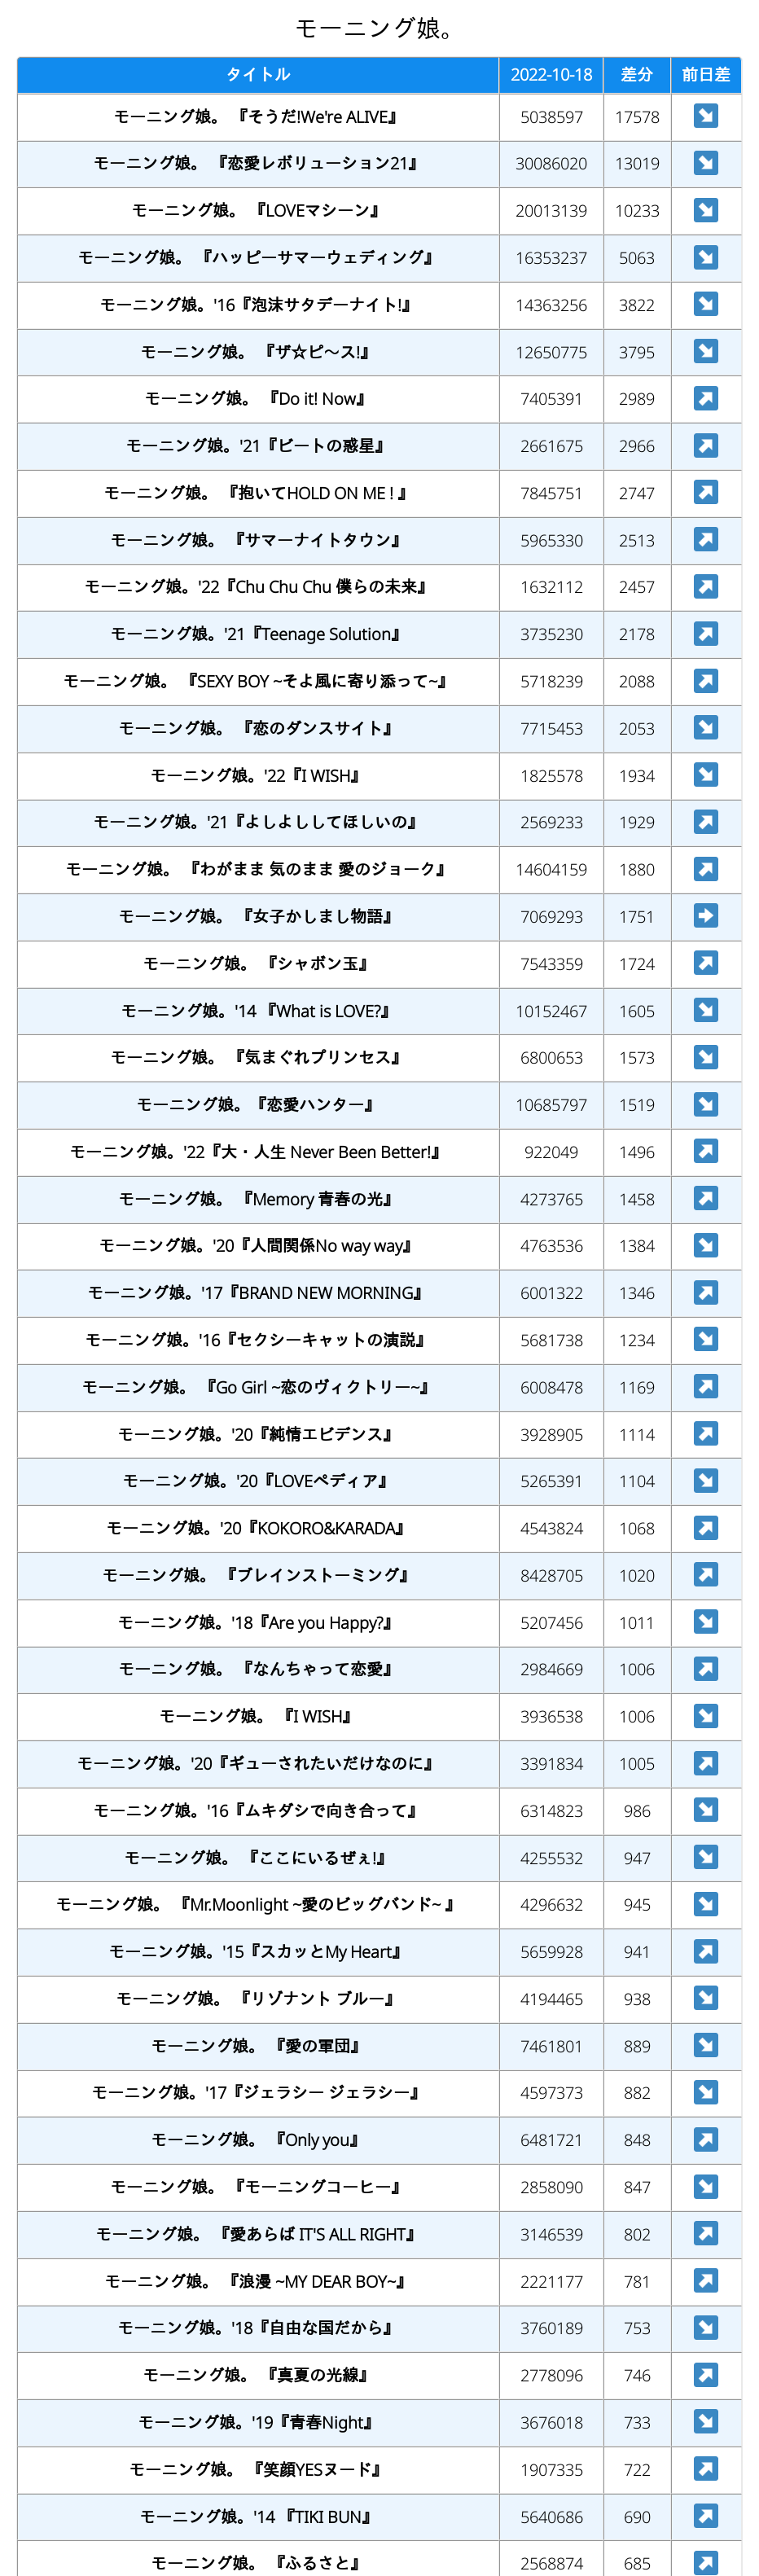 モーニング娘。
タイトル 2022-10-18 差分 前日差
モーニング娘。 『そうだ!We're ALIVE』 5038597 17578 ↘
モーニング娘。 『恋愛レボリューション21』 30086020 13019 ↘
モーニング娘。 『LOVEマシーン』 20013139 10233 ↘
モーニング娘。 『ハッピーサマーウェディング』 16353237 5063 ↘
モーニング娘。'16『泡沫サタデーナイト!』 14363256 3822 ↘
モーニング娘。 『ザ☆ピ〜ス!』 12650775 3795 ↘
モーニング娘。 『Do it! Now』 7405391 2989 ↗
モーニング娘。'21『ビートの惑星』 2661675 2966 ↗
モーニング娘。 『抱いてHOLD ON ME ! 』 7845751 2747 ↗
モーニング娘。 『サマーナイトタウン』 5965330 2513 ↗
モーニング娘。'22『Chu Chu Chu 僕らの未来』 1632112 2457 ↗
モーニング娘。'21『Teenage Solution』 3735230 2178 ↗
モーニング娘。 『SEXY BOY ~そよ風に寄り添って~』 5718239 2088 ↗
モーニング娘。 『恋のダンスサイト』 7715453 2053 ↘
モーニング娘。'22『I WISH』 1825578 1934 ↘
モーニング娘。'21『よしよししてほしいの』 2569233 1929 ↗
モーニング娘。 『わがまま 気のまま 愛のジョーク』 14604159 1880 ↗
モーニング娘。 『女子かしまし物語』 7069293 1751 →
モーニング娘。 『シャボン玉』 7543359 1724 ↗
モーニング娘。'14 『What is LOVE?』 10152467 1605 ↘
モーニング娘。 『気まぐれプリンセス』 6800653 1573 ↘
モーニング娘。 『恋愛ハンター』 10685797 1519 ↘
モーニング娘。'22『大・人生 Never Been Better!』 922049 1496 ↗
モーニング娘。 『Memory 青春の光』 4273765 1458 ↗
モーニング娘。'20『人間関係No way way』 4763536 1384 ↘
モーニング娘。'17『BRAND NEW MORNING』 6001322 1346 ↗
モーニング娘。'16『セクシーキャットの演説』 5681738 1234 ↘
モーニング娘。 『Go Girl ~恋のヴィクトリー~』 6008478 1169 ↗
モーニング娘。'20『純情エビデンス』 3928905 1114 ↗
モーニング娘。'20『LOVEペディア』 5265391 1104 ↘
モーニング娘。'20『KOKORO&KARADA』 4543824 1068 ↗
モーニング娘。 『ブレインストーミング』 8428705 1020 ↗
モーニング娘。'18『Are you Happy?』 5207456 1011 ↘
モーニング娘。 『なんちゃって恋愛』 2984669 1006 ↗
モーニング娘。 『I WISH』 3936538 1006 ↘
モーニング娘。'20『ギューされたいだけなのに』 3391834 1005 ↗
モーニング娘。'16『ムキダシで向き合って』 6314823 986 ↘
モーニング娘。 『ここにいるぜぇ!』 4255532 947 ↘
モーニング娘。 『Mr.Moonlight ~愛のビッグバンド~ 』 4296632 945 ↘
モーニング娘。'15『スカッとMy Heart』 5659928 941 ↗
モーニング娘。 『リゾナント ブルー』 4194465 938 ↘
モーニング娘。 『愛の軍団』 7461801 889 ↘
モーニング娘。'17『ジェラシー ジェラシー』 4597373 882 ↘
モーニング娘。 『Only you』 6481721 848 ↗
モーニング娘。 『モーニングコーヒー』 2858090 847 ↘
モーニング娘。 『愛あらば IT'S ALL RIGHT』 3146539 802 ↗
モーニング娘。 『浪漫 ~MY DEAR BOY~』 2221177 781 ↗
モーニング娘。'18『自由な国だから』 3760189 753 ↘
モーニング娘。 『真夏の光線』 2778096 746 ↗
モーニング娘。'19『青春Night』 3676018 733 ↘
モーニング娘。 『笑顔YESヌード』 1907335 722 ↗
モーニング娘。'14 『TIKI BUN』 5640686 690 ↗
モーニング娘。 『ふるさと』 2568874 685 ↗